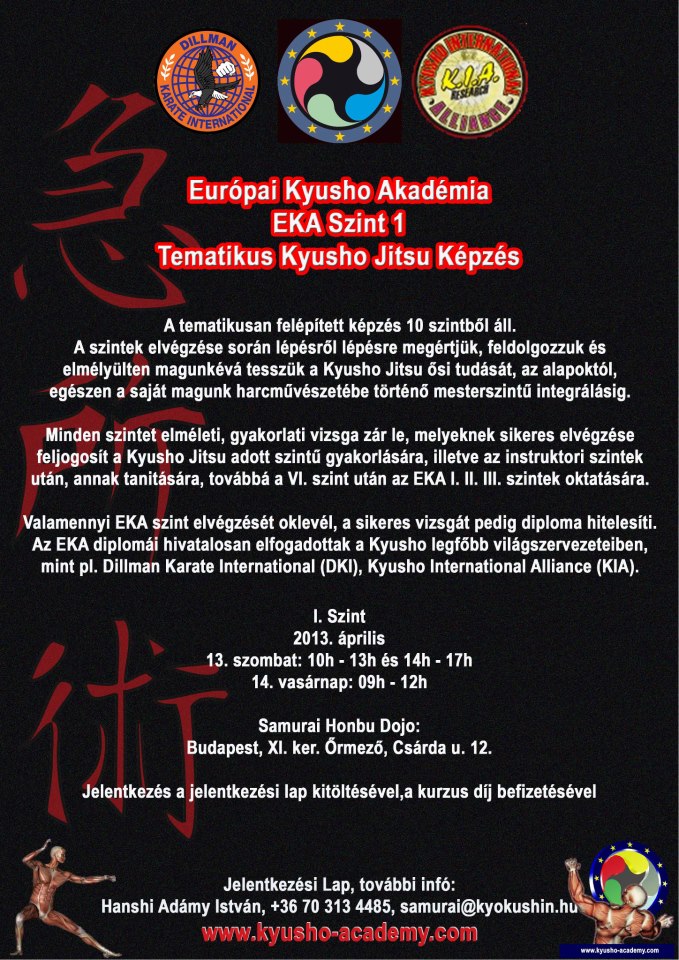 DILLMAN
KARATE INTERNATIONAL
KYUSHO INTERNATIONAL
K.I.A.
RESEARCH
ALLIANCE
急
所
術
Európai Kyusho Akadémia
EKA Szint 1
Tematikus Kyusho Jitsu Képzés
A tematikusan felépített képzés 10 szintből áll.
A szintek elvégzése során lépésről lépésre megértjük, feldolgozzuk és
elmélyülten magunkévá tesszük a Kyusho Jitsu ősi tudását, az alapoktól,
egészen a saját magunk harcművészetébe történő mesterszintű integrálásig.
Minden szintet elméleti, gyakorlati vizsga zár le, melyeknek sikeres elvégzése
feljogosít a Kyusho Jitsu adott szintű gyakorlására, illetve az instruktori szintek
után, annak tanitására, továbbá a VI. szint után az EKA I. II. III. szintek oktatására.
Valamennyi EKA szint elvégzését oklevél, a sikeres vizsgát pedig diploma hitelesíti.
Az EKA diplomái hivatalosan elfogadottak a Kyusho legfőbb világszervezeteiben,
mint pl. Dillman Karate International (DKI), Kyusho International Alliance (KIA).
I. Szint
2013. április
13. szombat: 10h - 13h és 14h - 17h
14. vasárnap: 09h - 12h
Samurai Honbu Dojo:
Budapest, XI. ker. Őrmező, Csárda u. 12.
Jelentkezés a jelentkezési lap kitöltésével,a kurzus díj befizetésével
Jelentkezési Lap, további infó:
Hanshi Adámy István, +36 70 313 4485, samurai@kyokushin.hu
www.kyusho-academy.com
www.kyusho-academy.com